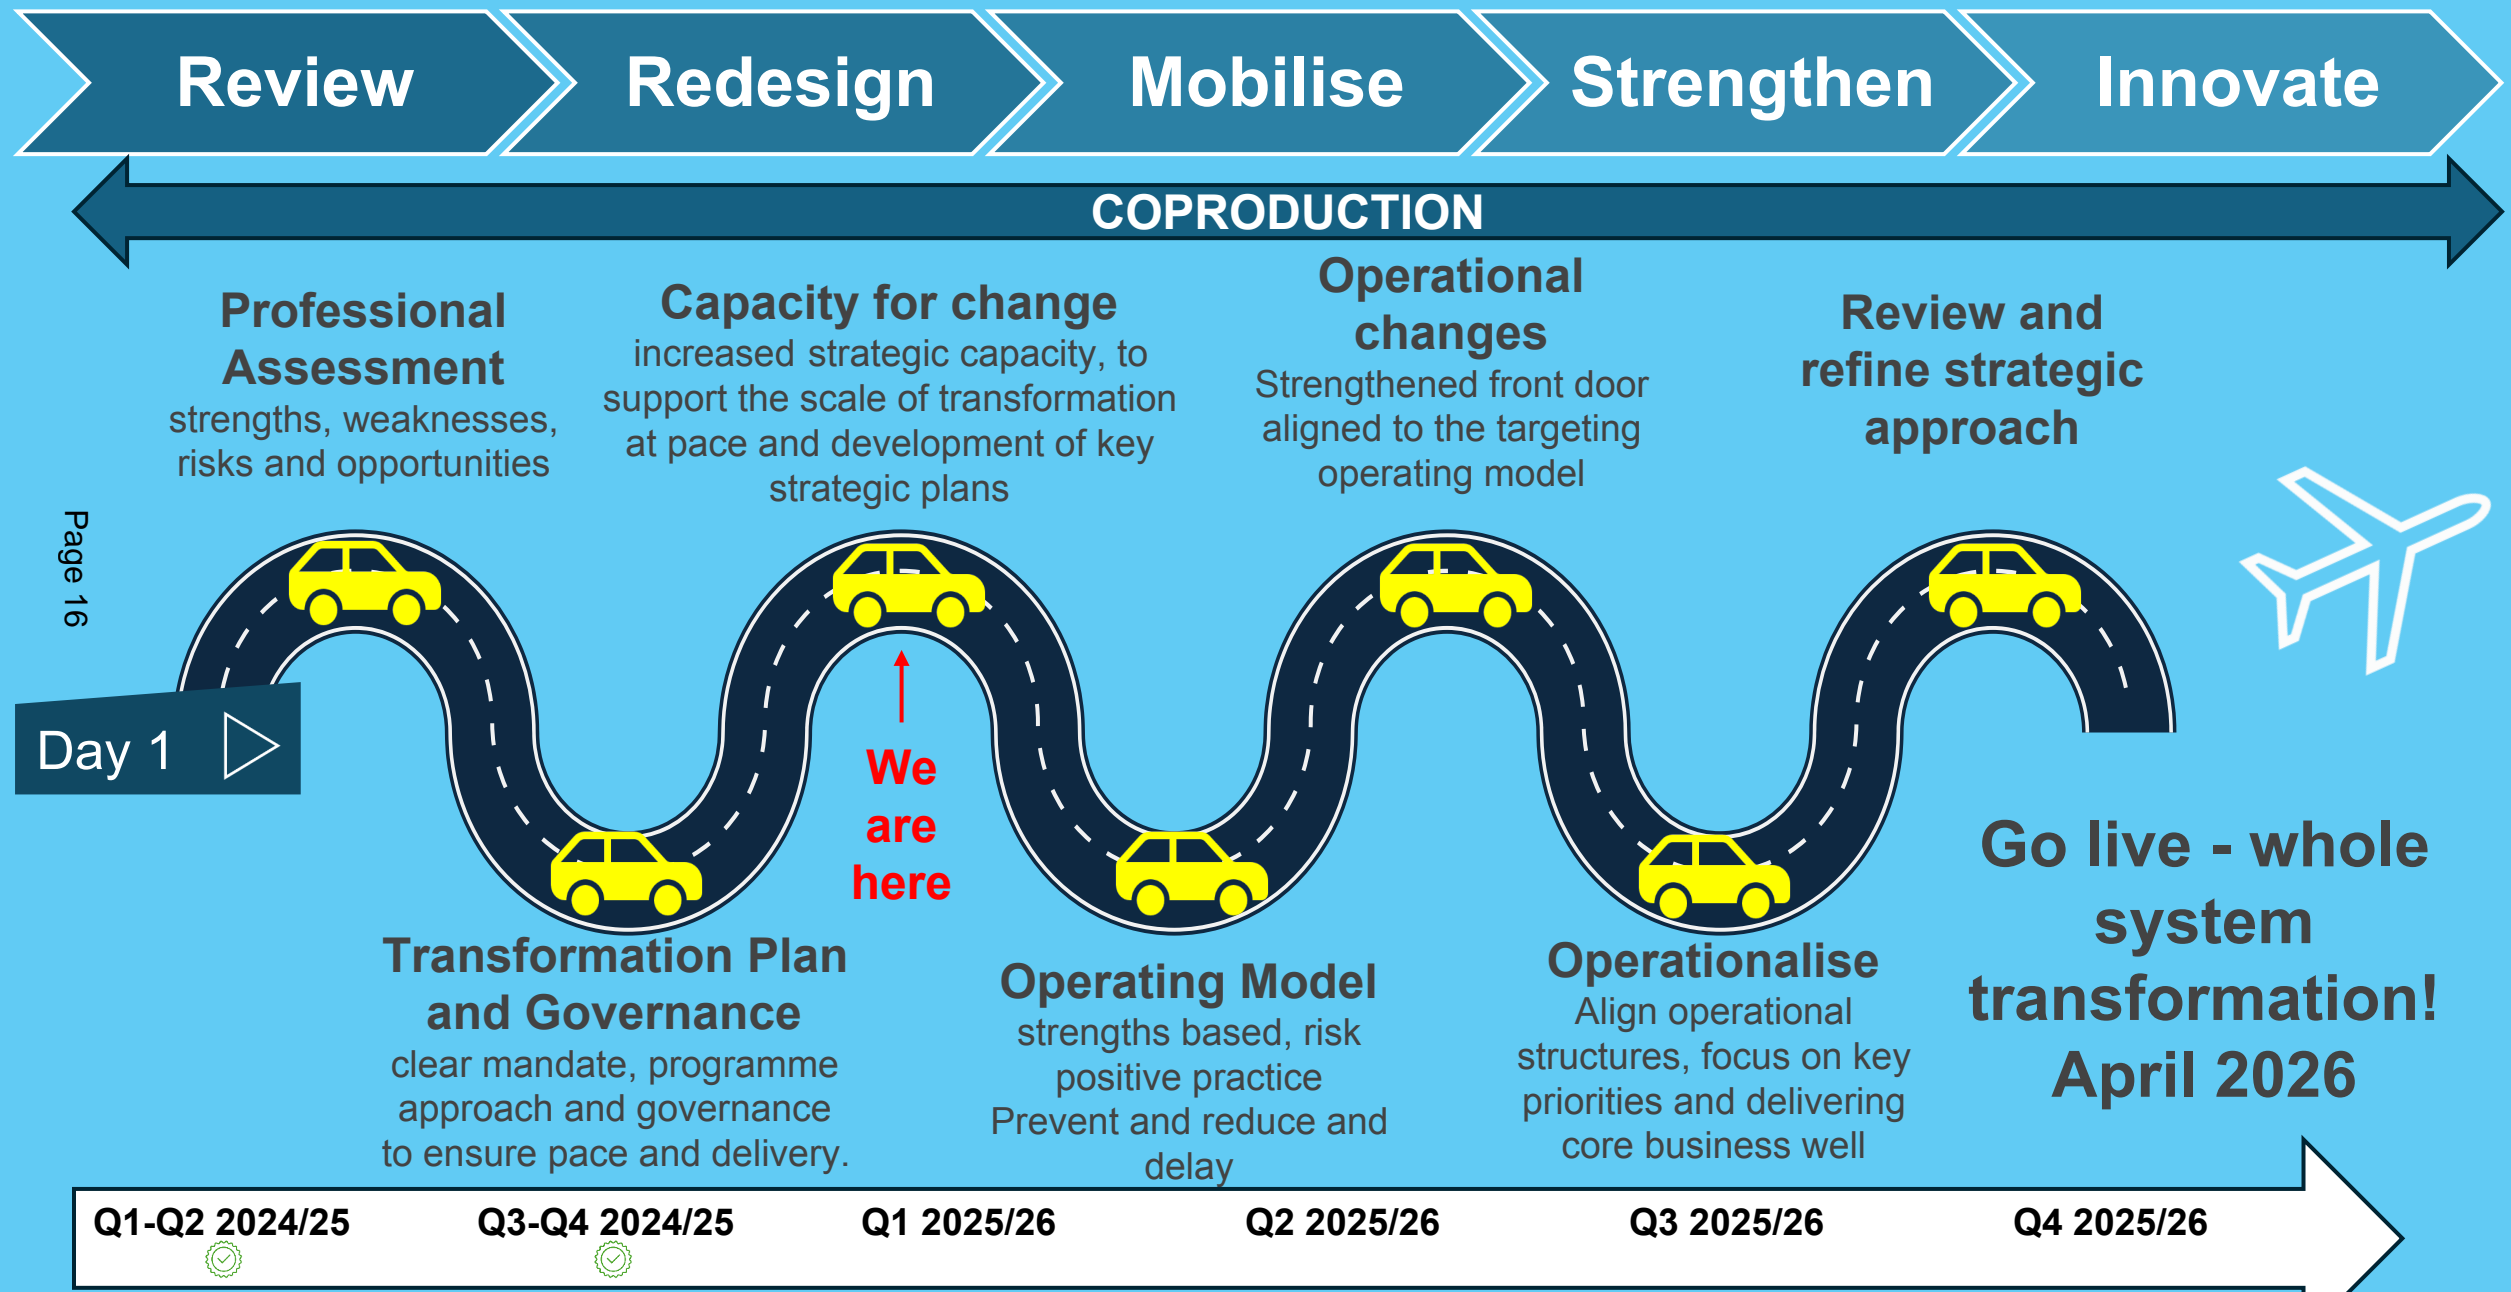 Review
Redesign
Mobilise
Strengthen
Innovate
COPRODUCTION
Professional
Assessment
strengths, weaknesses,
risks and opportunities
Capacity for change
increased strategic capacity, to
support the scale of transformation
at pace and development of key
strategic plans
Operational
changes
Strengthened front door
aligned to the targeting
operating model
Review and
refine strategic
approach
Page 16
Day 1
We
are
here
Transformation Plan
and Governance
clear mandate, programme
approach and governance
to ensure pace and delivery.
Operating Model
strengths based, risk
positive practice
Prevent and reduce and
delay
Operationalise
Align operational
structures, focus on key
priorities and delivering
core business well
Go live - whole
system
transformation!
April 2026
Q1-Q2 2024/25
Q3-Q4 2024/25
Q1 2025/26
Q2 2025/26
Q3 2025/26
Q4 2025/26